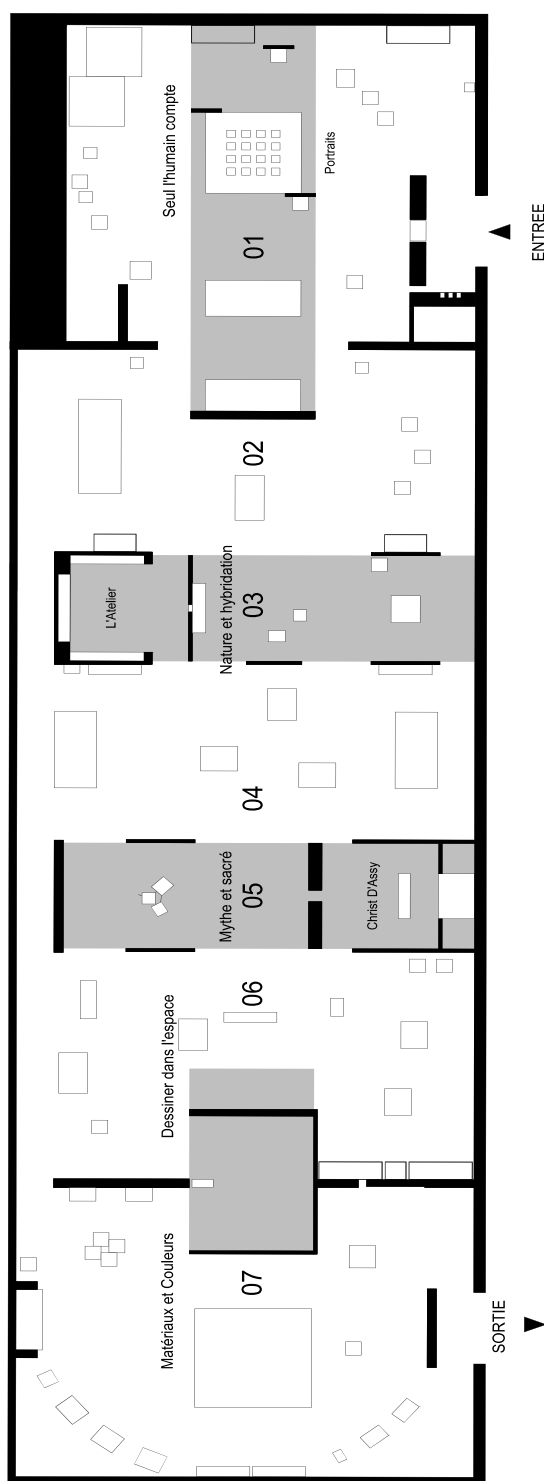 Seul l'humain compte
Portraits
01
ENTREE
02
L'Atelier
Nature et hybridation
03
04
Mythe et sacré
05
Christ D'Assy
Dessiner dans l'espace
06
Matériaux et Couleurs
07
SORTIE